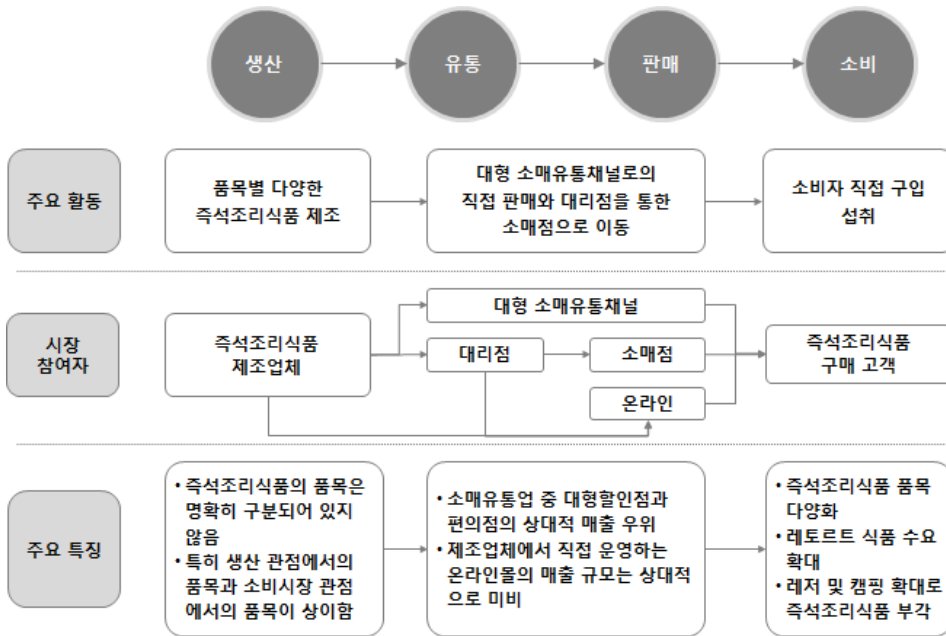 생산
유통
판매
소비
주요 활동
품목별 다양한
즉석조리식품 제조
대형 소매유통채널로의
직접 판매와 대리점을 통한
소매점으로 이동
소비자 직접 구입
섭취
시장
참여자
즉석조리식품
제조업체
대형 소매유통채널
대리점
소매점
온라인
즉석조리식품
구매 고객
주요 특징
• 즉석조리식품의 품목은
명확히 구분되어 있지
않음
• 특히 생산 관점에서의
품목과 소비시장 관점
에서의 품목이 상이함
• 소매유통업 중 대형할인점과
편의점의 상대적 매출 우위
• 제조업체에서 직접 운영하는
온라인몰의 매출 규모는 상대적
으로 미비
• 즉석조리식품 품목
다양화
• 레토르트 식품 수요
확대
• 레저 및 캠핑 확대로
즉석조리식품 부각